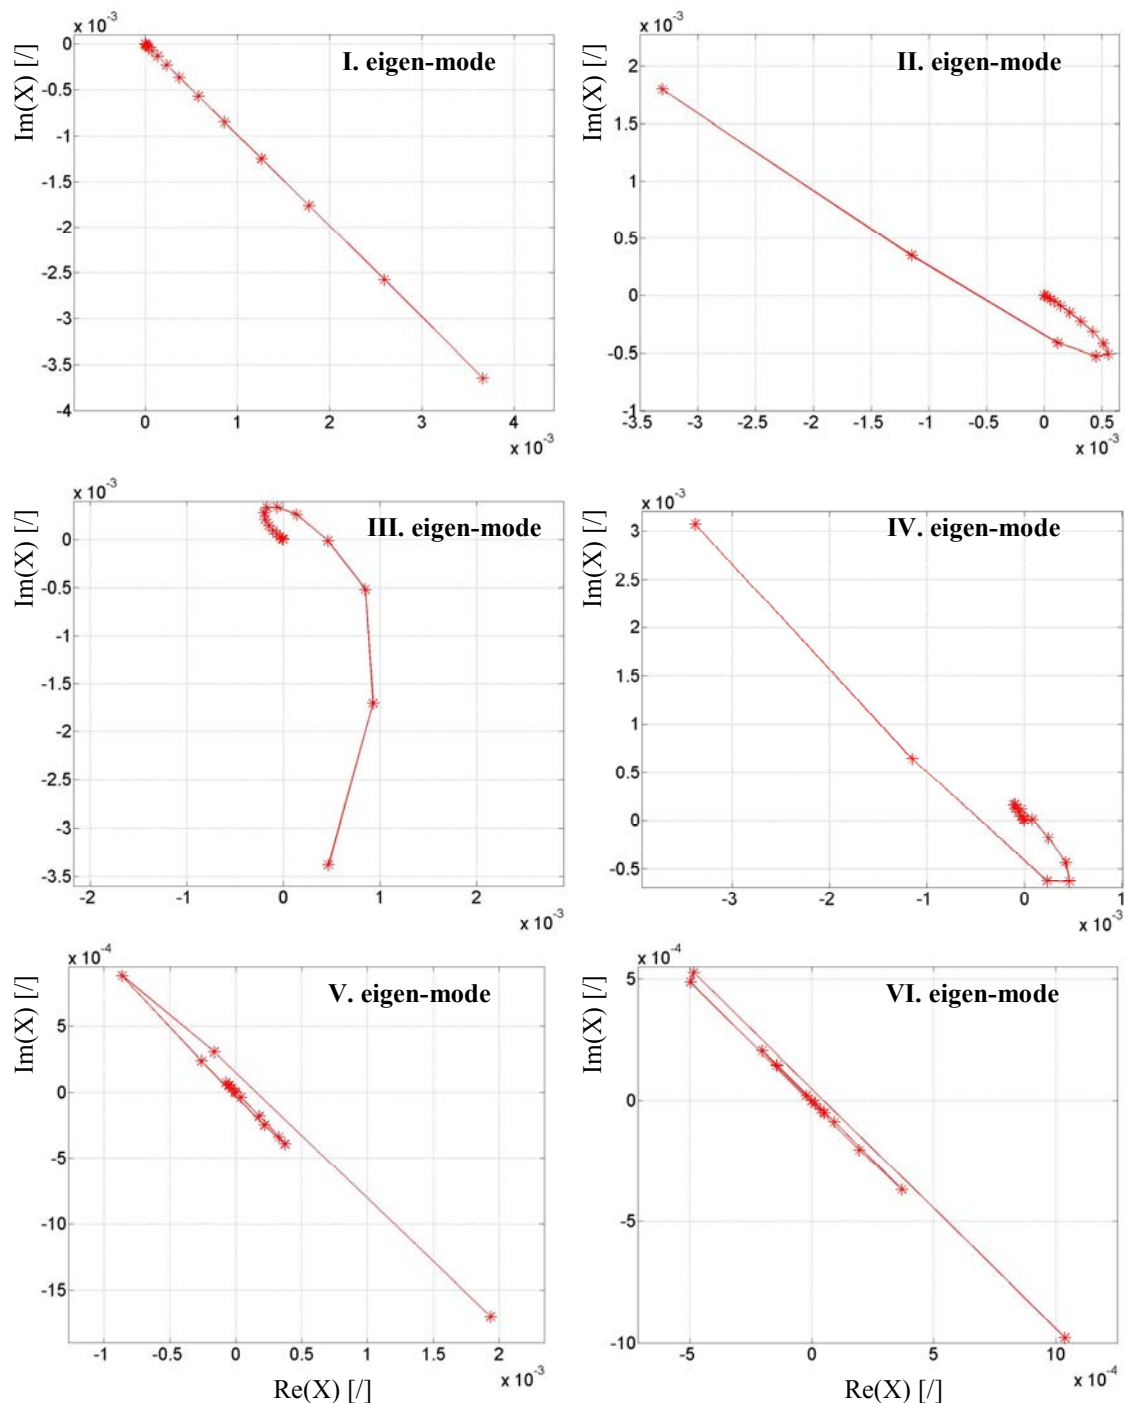 x 10⁻³
I. eigen-mode
Im(X) [/]
0
-0.5
-1
-1.5
-2
-2.5
-3
-3.5
-4
0 1 2 3 4
x 10⁻³
x 10⁻³
II. eigen-mode
Im(X) [/]
2
1.5
1
0.5
0
-0.5
-1
-3.5 -3 -2.5 -2 -1.5 -1 -0.5 0 0.5
x 10⁻³
x 10⁻³
III. eigen-mode
Im(X) [/]
0
-0.5
-1
-1.5
-2
-2.5
-3
-3.5
-2 -1 0 1 2
x 10⁻³
x 10⁻³
IV. eigen-mode
Im(X) [/]
3
2.5
2
1.5
1
0.5
0
-0.5
-3 -2 -1 0 1
x 10⁻³
x 10⁻⁴
V. eigen-mode
Im(X) [/]
5
0
-5
-10
-15
-1 -0.5 0 0.5 1 1.5 2
Re(X) [/]
x 10⁻³
x 10⁻⁴
VI. eigen-mode
Im(X) [/]
5
0
-5
-10
-5 0 5 10
Re(X) [/]
x 10⁻⁴